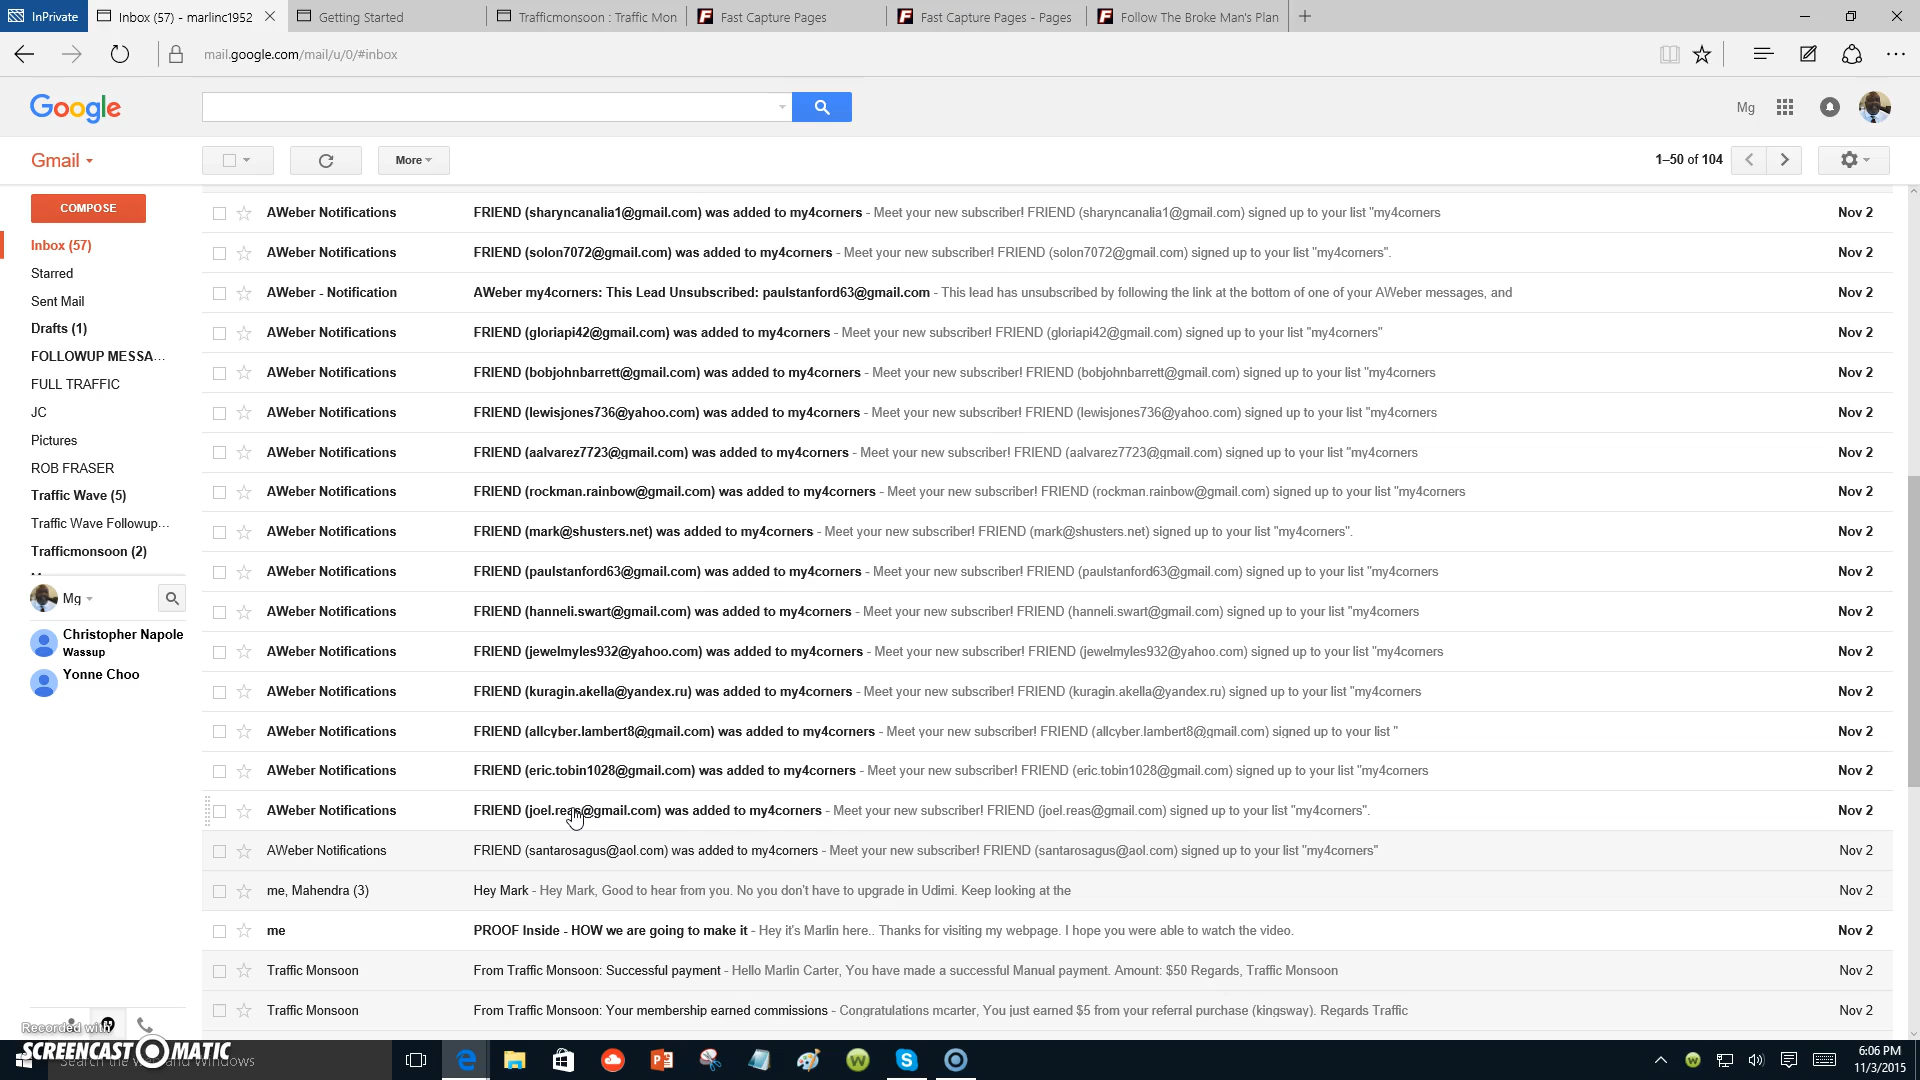 InPrivate
Inbox (57) - marlinc1952
Getting Started
Trafficmonsoon : Traffic Mon
Fast Capture Pages
Fast Capture Pages - Pages
Follow The Broke Man's Plan
mail.google.com/mail/u/0/#inbox
Google
Mg
Gmail
More
1–50 of 104
COMPOSE
Inbox (57)
Starred
Sent Mail
Drafts (1)
FOLLOWUP MESSA...
FULL TRAFFIC
JC
Pictures
ROB FRASER
Traffic Wave (5)
Traffic Wave Followup...
Trafficmonsoon (2)
Mg
Christopher Napole
Wassup
Yonne Choo
AWeber Notifications FRIEND (sharyncanalia1@gmail.com) was added to my4corners - Meet your new subscriber! FRIEND (sharyncanalia1@gmail.com) signed up to your list "my4corners Nov 2
AWeber Notifications FRIEND (solon7072@gmail.com) was added to my4corners - Meet your new subscriber! FRIEND (solon7072@gmail.com) signed up to your list "my4corners". Nov 2
AWeber - Notification AWeber my4corners: This Lead Unsubscribed: paulstanford63@gmail.com - This lead has unsubscribed by following the link at the bottom of one of your AWeber messages, and Nov 2
AWeber Notifications FRIEND (gloriapi42@gmail.com) was added to my4corners - Meet your new subscriber! FRIEND (gloriapi42@gmail.com) signed up to your list "my4corners" Nov 2
AWeber Notifications FRIEND (bobjohnbarrett@gmail.com) was added to my4corners - Meet your new subscriber! FRIEND (bobjohnbarrett@gmail.com) signed up to your list "my4corners Nov 2
AWeber Notifications FRIEND (lewisjones736@yahoo.com) was added to my4corners - Meet your new subscriber! FRIEND (lewisjones736@yahoo.com) signed up to your list "my4corners Nov 2
AWeber Notifications FRIEND (aalvarez7723@gmail.com) was added to my4corners - Meet your new subscriber! FRIEND (aalvarez7723@gmail.com) signed up to your list "my4corners Nov 2
AWeber Notifications FRIEND (rockman.rainbow@gmail.com) was added to my4corners - Meet your new subscriber! FRIEND (rockman.rainbow@gmail.com) signed up to your list "my4corners Nov 2
AWeber Notifications FRIEND (mark@shusters.net) was added to my4corners - Meet your new subscriber! FRIEND (mark@shusters.net) signed up to your list "my4corners". Nov 2
AWeber Notifications FRIEND (paulstanford63@gmail.com) was added to my4corners - Meet your new subscriber! FRIEND (paulstanford63@gmail.com) signed up to your list "my4corners Nov 2
AWeber Notifications FRIEND (hanneli.swart@gmail.com) was added to my4corners - Meet your new subscriber! FRIEND (hanneli.swart@gmail.com) signed up to your list "my4corners Nov 2
AWeber Notifications FRIEND (jewelmyles932@yahoo.com) was added to my4corners - Meet your new subscriber! FRIEND (jewelmyles932@yahoo.com) signed up to your list "my4corners Nov 2
AWeber Notifications FRIEND (kuragin.akella@yandex.ru) was added to my4corners - Meet your new subscriber! FRIEND (kuragin.akella@yandex.ru) signed up to your list "my4corners Nov 2
AWeber Notifications FRIEND (allcyber.lambert8@gmail.com) was added to my4corners - Meet your new subscriber! FRIEND (allcyber.lambert8@gmail.com) signed up to your list " Nov 2
AWeber Notifications FRIEND (eric.tobin1028@gmail.com) was added to my4corners - Meet your new subscriber! FRIEND (eric.tobin1028@gmail.com) signed up to your list "my4corners Nov 2
AWeber Notifications FRIEND (joel.reas@gmail.com) was added to my4corners - Meet your new subscriber! FRIEND (joel.reas@gmail.com) signed up to your list "my4corners". Nov 2
AWeber Notifications FRIEND (santarosagus@aol.com) was added to my4corners - Meet your new subscriber! FRIEND (santarosagus@aol.com) signed up to your list "my4corners" Nov 2
me, Mahendra (3) Hey Mark - Hey Mark, Good to hear from you. No you don't have to upgrade in Udimi. Keep looking at the Nov 2
me PROOF Inside - HOW we are going to make it - Hey it's Marlin here.. Thanks for visiting my webpage. I hope you were able to watch the video. Nov 2
Traffic Monsoon From Traffic Monsoon: Successful payment - Hello Marlin Carter, You have made a successful Manual payment. Amount: $50 Regards, Traffic Monsoon Nov 2
Traffic Monsoon From Traffic Monsoon: Your membership earned commissions - Congratulations mcarter, You just earned $5 from your referral purchase (kingsway). Regards Traffic Nov 2
Recorded with
SCREENCAST-O-MATIC
Search the web and Windows
6:06 PM
11/3/2015